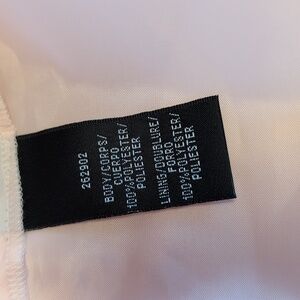 262902
BODY/CORPS/
CUERPO
100%POLYESTER/
POLIESTER
LINING/DOUBLURE/
FORRO
100%POLYESTER/
POLIESTER